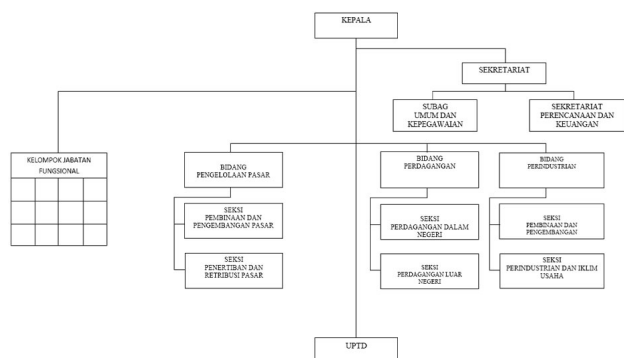 KEPALA
SEKRETARIAT
SUBAG
UMUM DAN
KEPEGAWAIAN
SEKRETARIAT
PERENCANAAN DAN
KEUANGAN
KELOMPOK JABATAN
FUNGSIONAL
BIDANG
PENGELOLAAN PASAR
BIDANG
PERDAGANGAN
BIDANG
PERINDUSTRIAN
SEKSI
PEMBINAAN DAN
PENGEMBANGAN PASAR
SEKSI
PERDAGANGAN DALAM
NEGERI
SEKSI
PEMBINAAN DAN
PENGEMBANGAN
SEKSI
PENERTIBAN DAN
RETRIBUSI PASAR
SEKSI
PERDAGANGAN LUAR
NEGERI
SEKSI
PERINDUSTRIAN DAN IKLIM
USAHA
UPTD